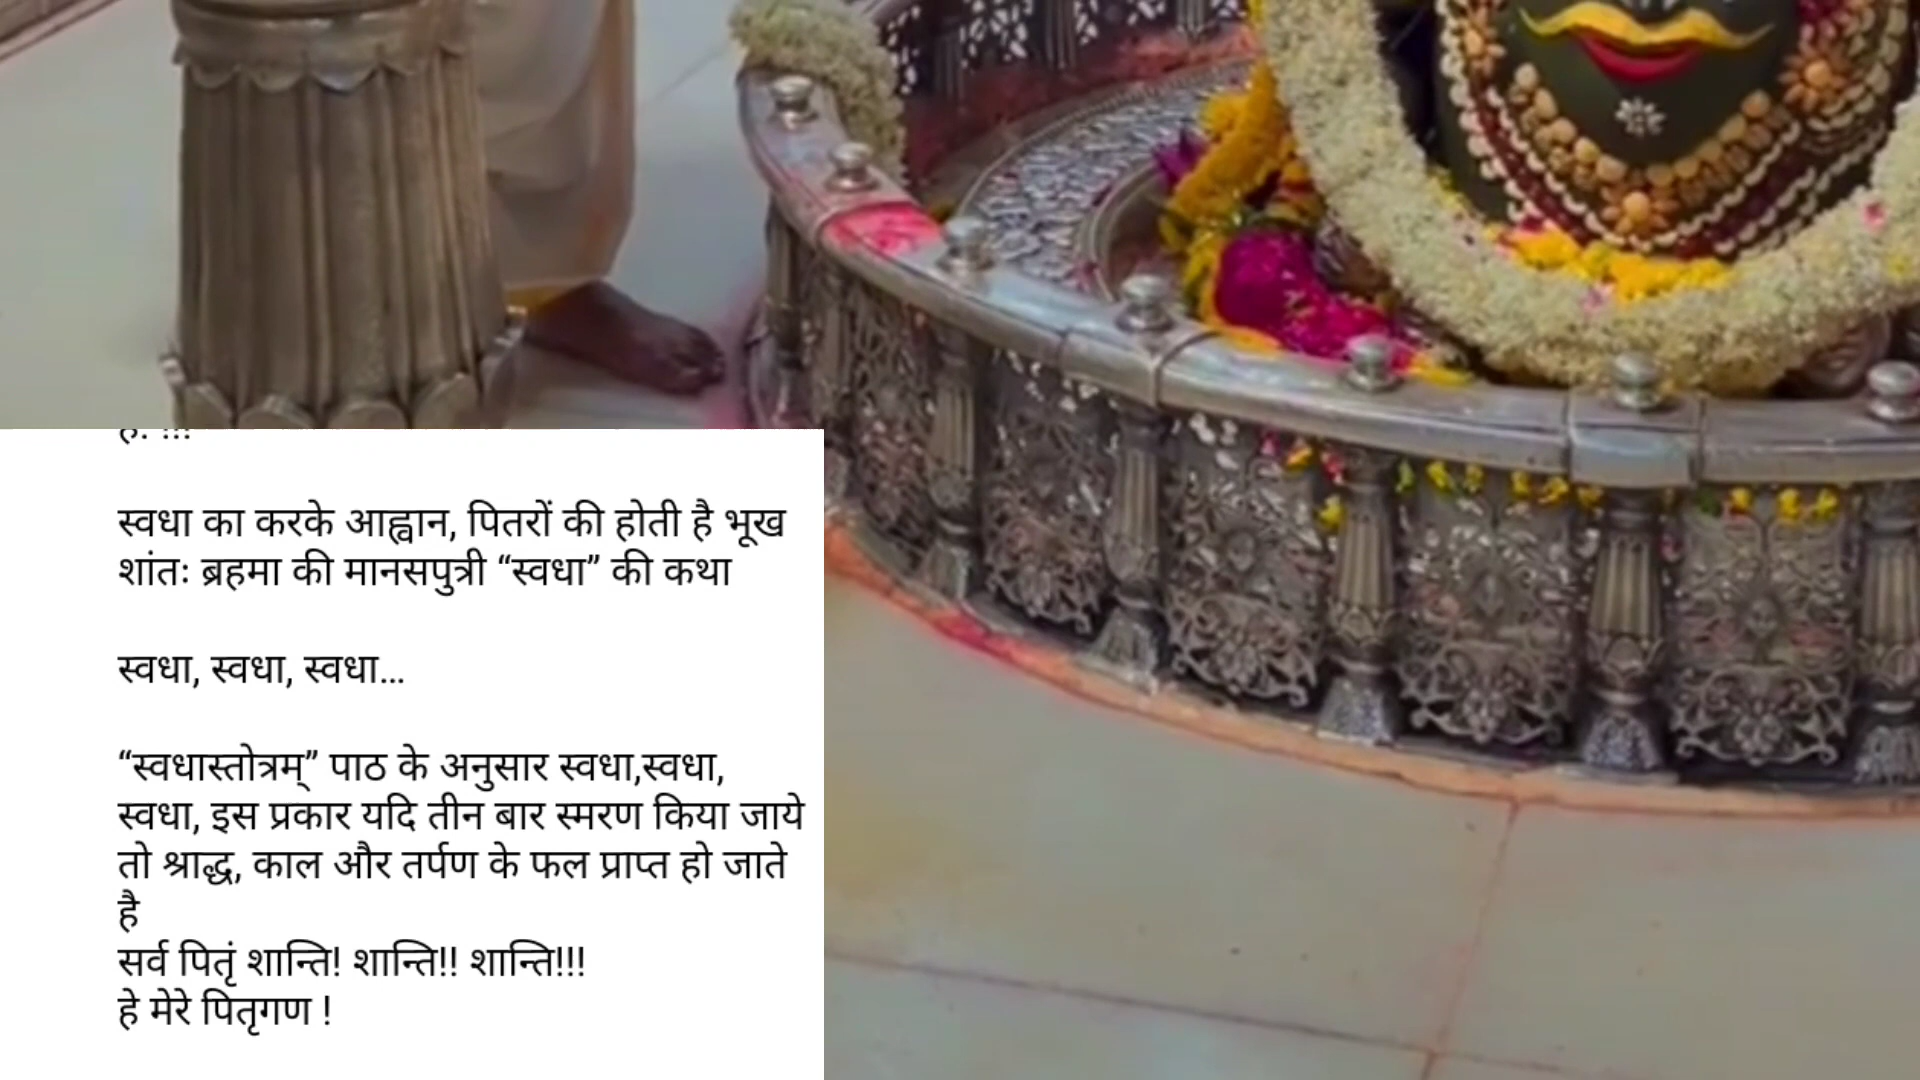 स्वधा का करके आह्वान, पितरों की होती है भूख
शांतः ब्रहमा की मानसपुत्री “स्वधा” की कथा
स्वधा, स्वधा, स्वधा...
“स्वधास्तोत्रम्” पाठ के अनुसार स्वधा,स्वधा,
स्वधा, इस प्रकार यदि तीन बार स्मरण किया जाये
तो श्राद्ध, काल और तर्पण के फल प्राप्त हो जाते
है
सर्व पितृं शान्ति! शान्ति!! शान्ति!!!
हे मेरे पितृगण !